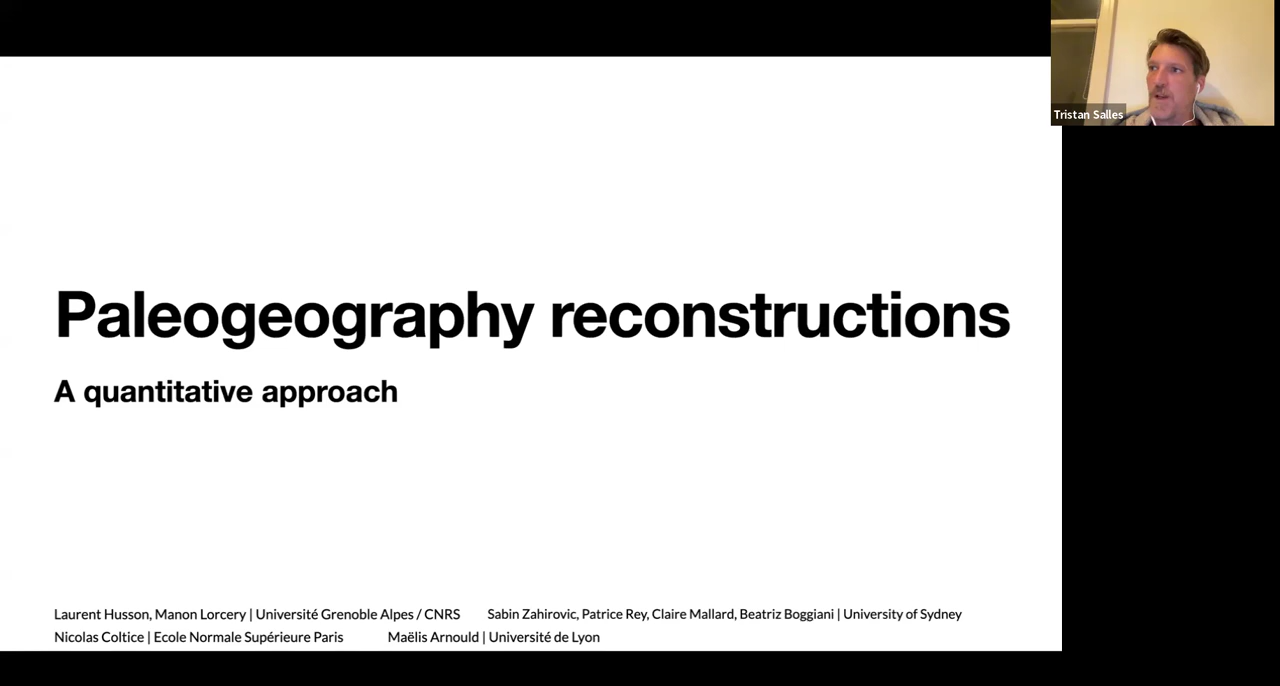 Tristan Salles
Paleogeography reconstructions
A quantitative approach
Laurent Husson, Manon Lorcery | Université Grenoble Alpes / CNRS Sabin Zahirovic, Patrice Rey, Claire Mallard, Beatriz Boggiani | University of Sydney
Nicolas Coltice | Ecole Normale Supérieure Paris Maëlis Arnould | Université de Lyon